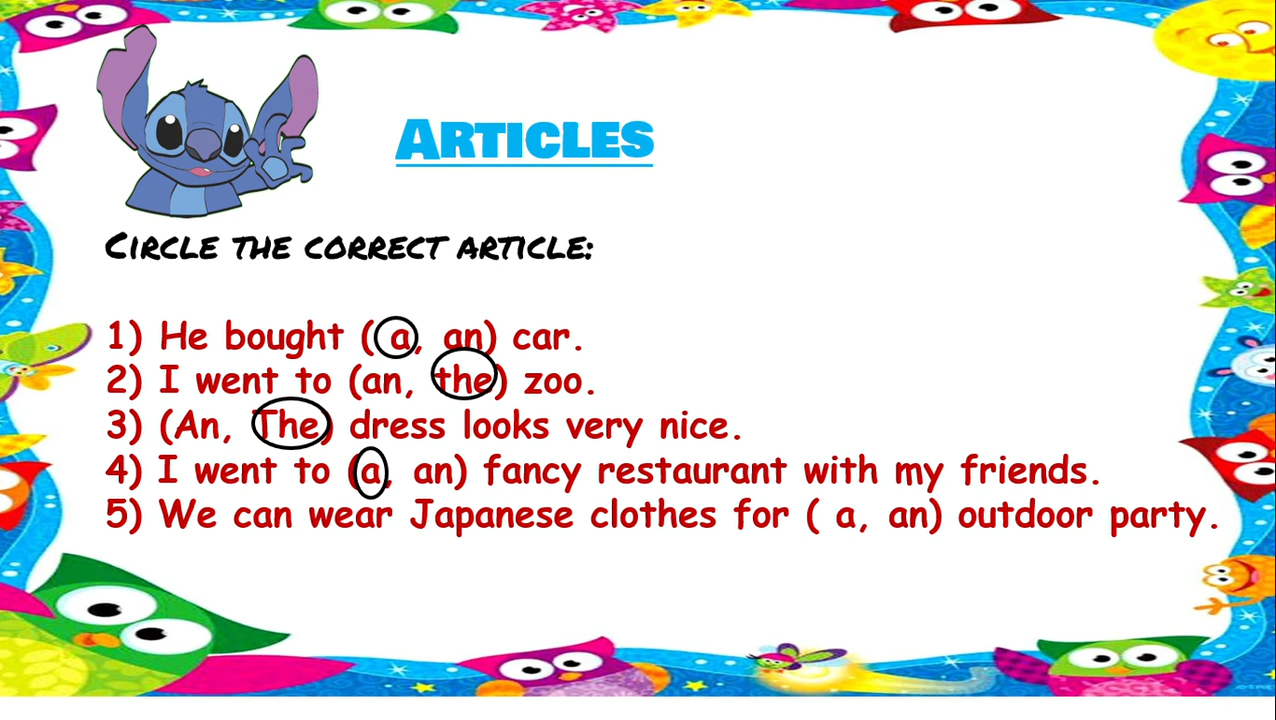 ARTICLES
CIRCLE THE CORRECT ARTICLE:
1) He bought ( a, an) car.
2) I went to (an, the) zoo.
3) (An, The) dress looks very nice.
4) I went to (a, an) fancy restaurant with my friends.
5) We can wear Japanese clothes for ( a, an) outdoor party.